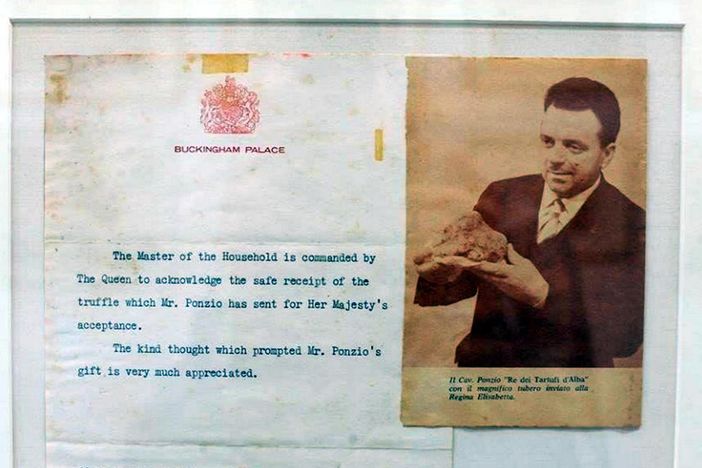 BUCKINGHAM PALACE
The Master of the Household is commanded by
The Queen to acknowledge the safe receipt of the
truffle which Mr. Ponzio has sent for Her Majesty's
acceptance.
The kind thought which prompted Mr. Ponzio's
gift is very much appreciated.
Il Cav. Ponzio "Re dei Tartufi d'Alba"
con il magnifico tubero inviato alla
Regina Elisabetta.